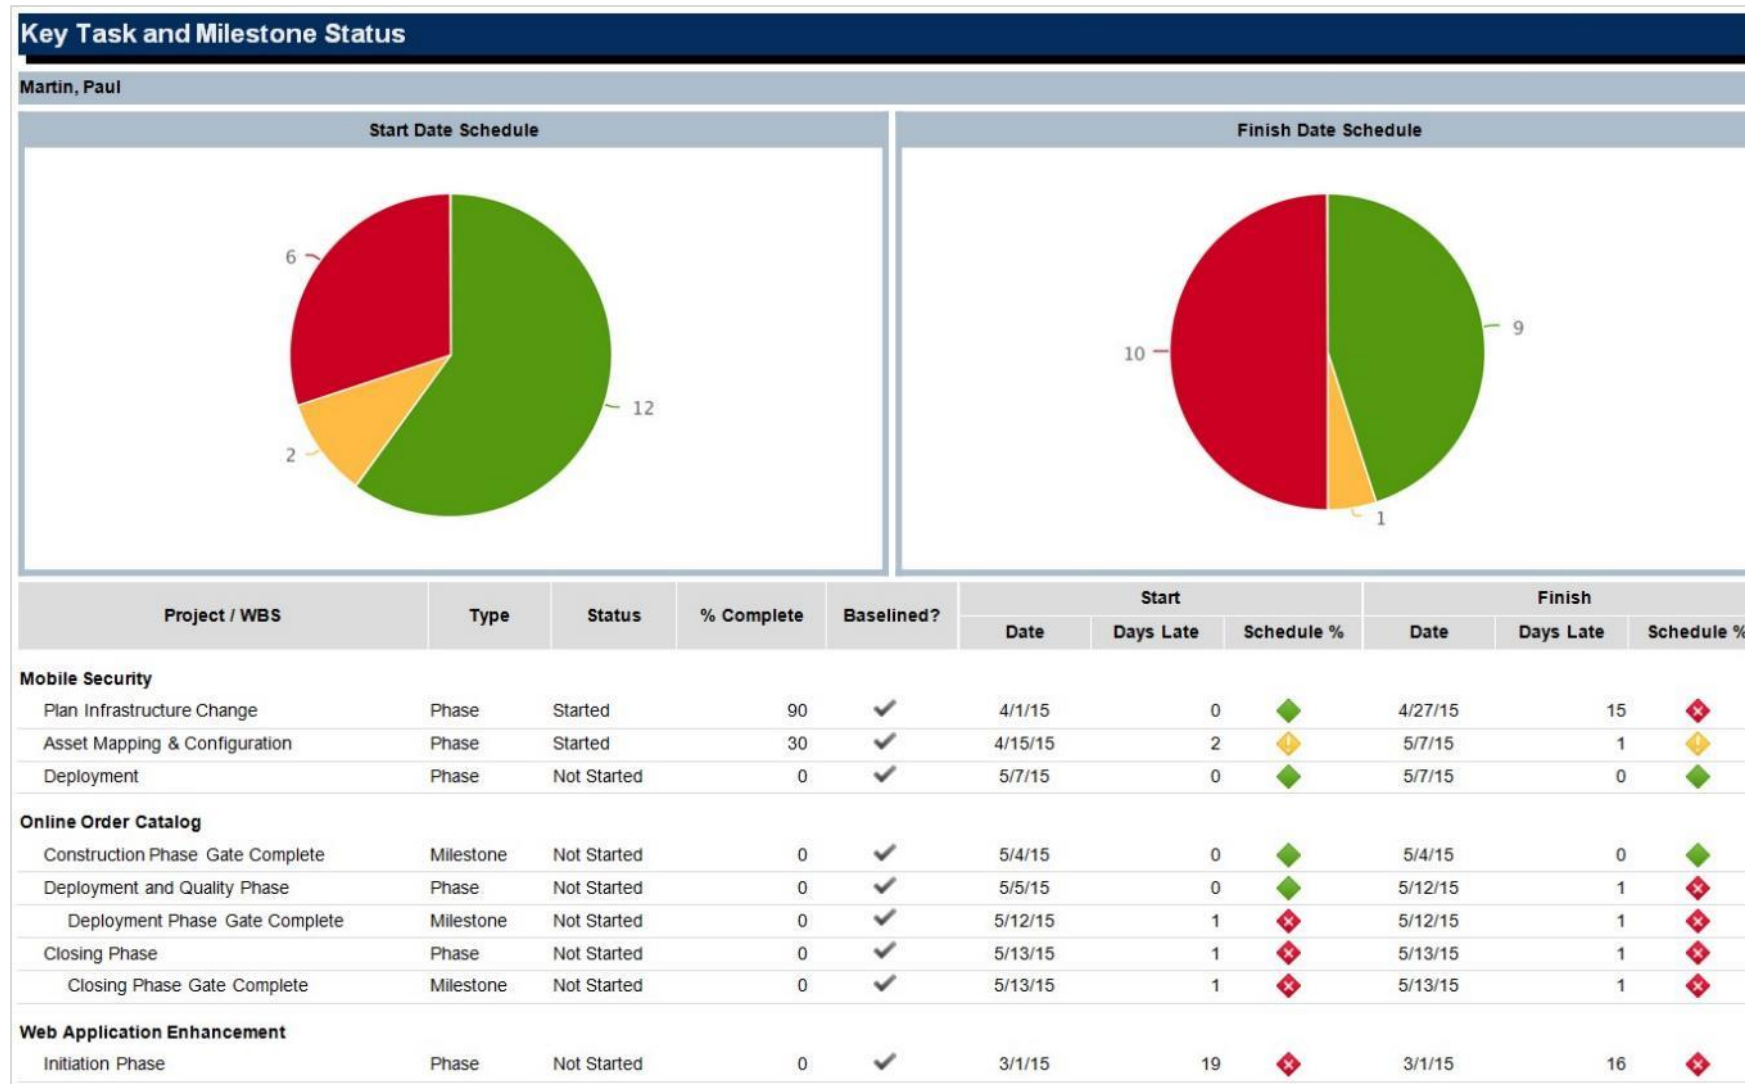 Key Task and Milestone Status
Martin, Paul
Start Date Schedule
Finish Date Schedule
6
2
12
10
9
1
Project / WBS Type Status % Complete Baselined? Start Finish
Date Days Late Schedule % Date Days Late Schedule %
Mobile Security
Plan Infrastructure Change Phase Started 90 4/1/15 0 4/27/15 15
Asset Mapping & Configuration Phase Started 30 4/15/15 2 5/7/15 1
Deployment Phase Not Started 0 5/7/15 0 5/7/15 0
Online Order Catalog
Construction Phase Gate Complete Milestone Not Started 0 5/4/15 0 5/4/15 0
Deployment and Quality Phase Phase Not Started 0 5/5/15 0 5/12/15 1
Deployment Phase Gate Complete Milestone Not Started 0 5/12/15 1 5/12/15 1
Closing Phase Phase Not Started 0 5/13/15 1 5/13/15 1
Closing Phase Gate Complete Milestone Not Started 0 5/13/15 1 5/13/15 1
Web Application Enhancement
Initiation Phase Phase Not Started 0 3/1/15 19 3/1/15 16